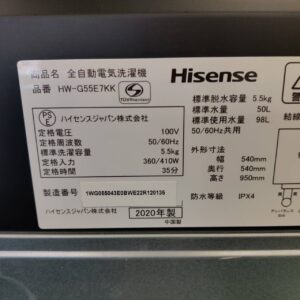 商品名 全自動電気洗濯機
品番 HW-G55E7KK
Hisense
PS
E
ハイセンスジャパン株式会社
TÜVRheinland
定格電圧 100V
定格周波数 50/60Hz
標準洗濯容量 5.5kg
定格入力 360/410W
定格時間 35分
製造番号 1WG055043E0BWE22R120135
ハイセンスジャパン株式会社
2020年製
中国製
標準脱水容量 5.5kg
標準水量 50L
標準使用水量 98L
50/60Hz共用
外形寸法
幅 540mm
奥行 540mm
高さ 950mm
防水等級 IPX4
結線